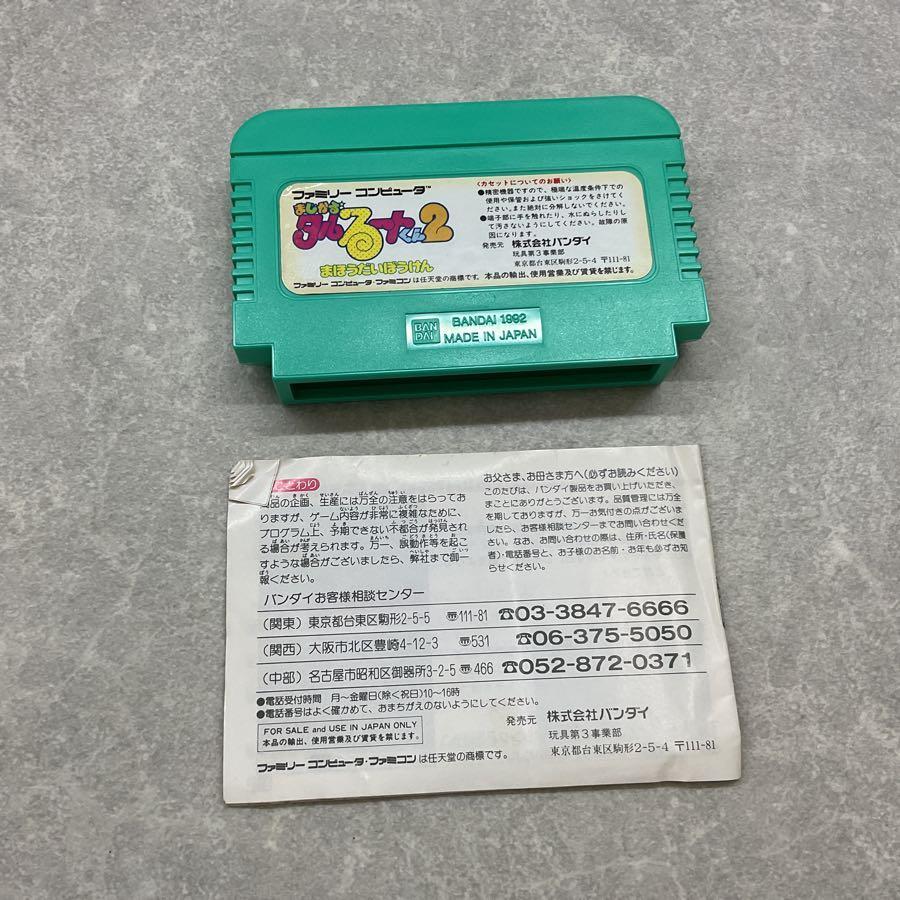 ファミリー コンピュータ™
まじかる
タルるートくん2
まほうだいぼうけん
〈カセットについてのお願い〉
●精密機器ですので、極端な温度条件下での
使用や保管および強いショックをさけてく
ださい。また絶対に分解しないでください。
●端子部に手を触れたり、水にぬらしたりし
て汚さないようにしてください。故障の原
因になります。
発売元 株式会社バンダイ
玩具第3事業部
東京都台東区駒形2-5-4 〒111-81
ファミリー コンピュータ・ファミコンは任天堂の商標です。本品の輸出、使用営業及び賃貸を禁じます。
BAN
DAI
BANDAI 1992
MADE IN JAPAN
ことわり
品の企画、生産には万全の注意をはらってお
りますが、ゲーム内容が非常に複雑なために、
プログラム上、予期できない不都合が発見され
る場合が考えられます。万一、誤動作等を起こ
すような場合がございましたら、弊社まで御一
報ください。
お父さま、お母さま方へ(必ずお読みください)
このたびは、バンダイ製品をお買い上げいただき、
まことにありがとうございます。品質管理には万全
を期しておりますが、万一お気付きの点がございま
したら、お客様相談センターまでお問い合わせくだ
さい。なお、お問い合わせの際は、住所・氏名(保護
者)・電話番号と、お子様のお名前・お年も必ずお知
らせください。
バンダイお客様相談センター
(関東) 東京都台東区駒形2-5-5 〒111-81 ☎03-3847-6666
(関西) 大阪市北区豊崎4-12-3 〒531 ☎06-375-5050
(中部) 名古屋市昭和区御器所3-2-5 〒466 ☎052-872-0371
●電話受付時間 月〜金曜日(除く祝日)10〜16時
●電話番号はよく確かめて、おまちがえのないようにしてください。
FOR SALE and USE IN JAPAN ONLY
本品の輸出、使用営業及び賃貸を禁じます。
発売元 株式会社バンダイ
玩具第3事業部
東京都台東区駒形2-5-4 〒111-81
ファミリー コンピュータ・ファミコンは任天堂の商標です。